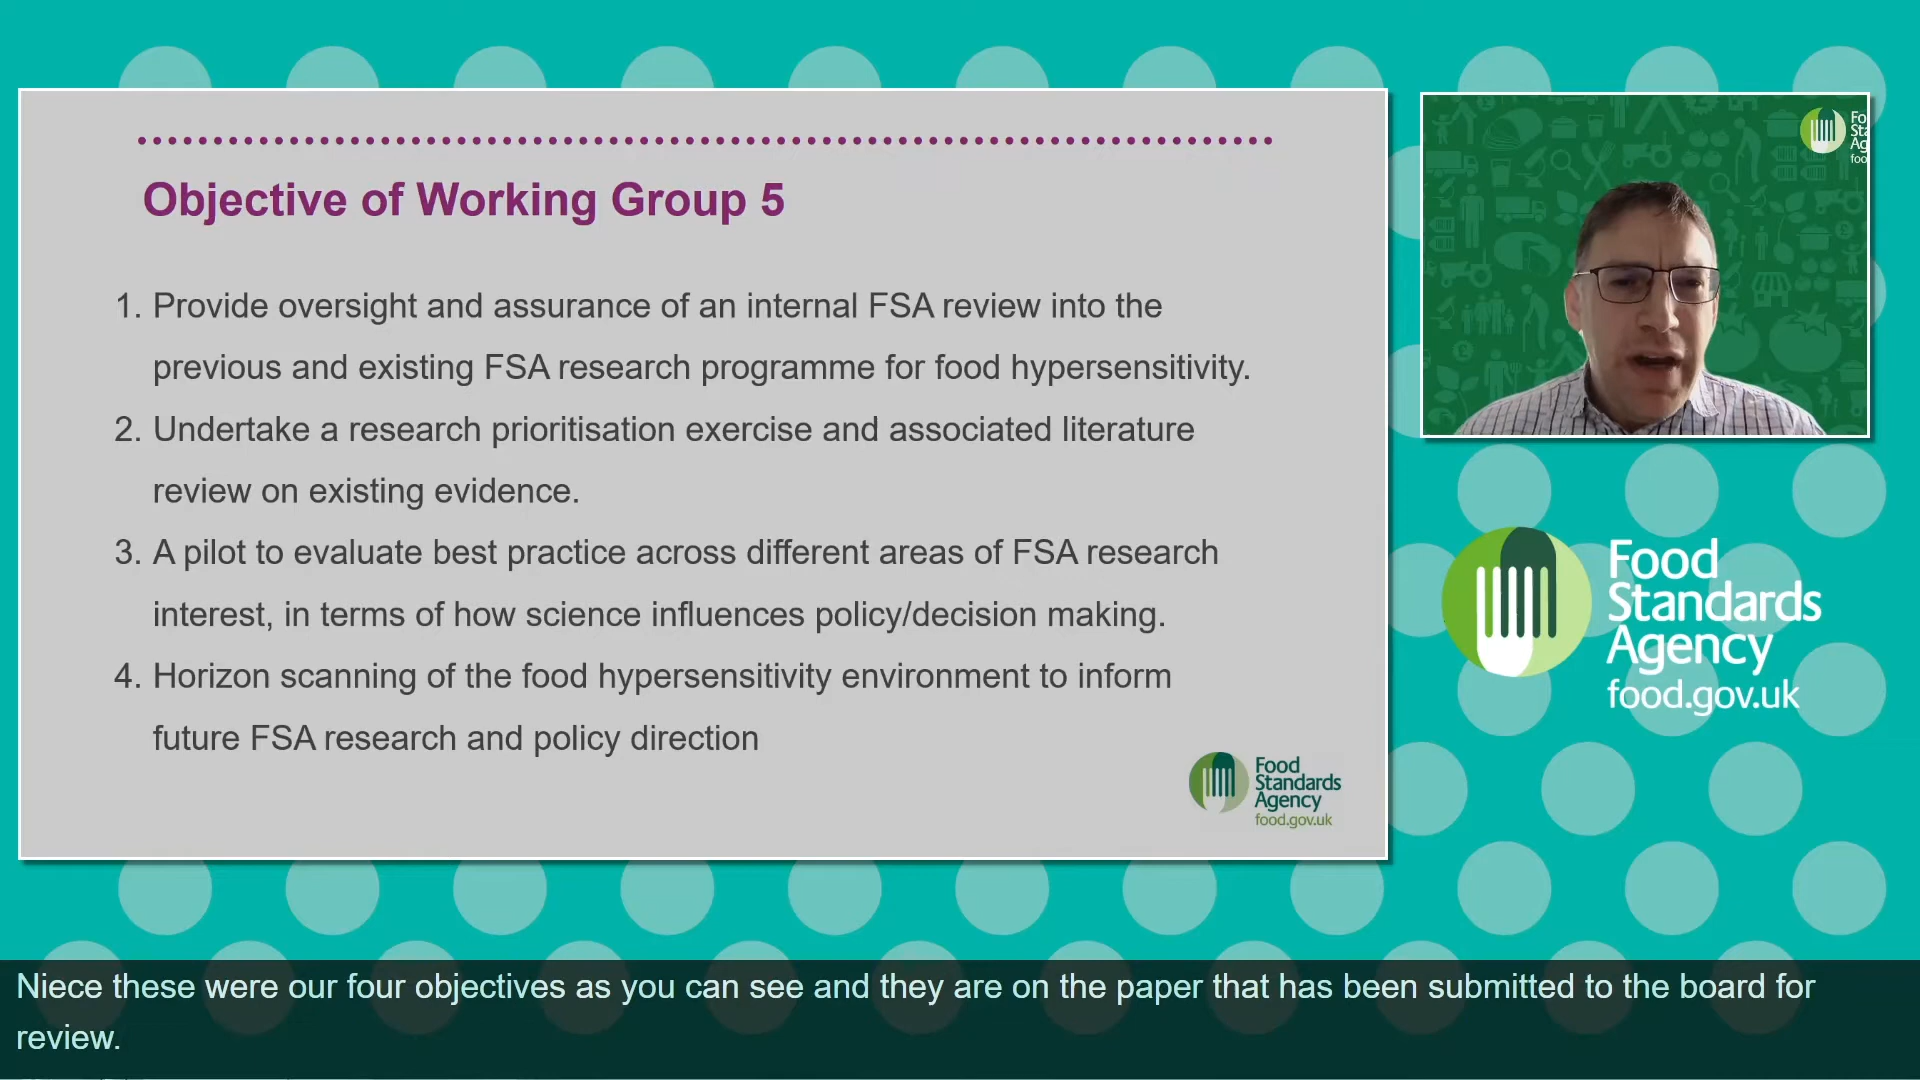 Objective of Working Group 5
1. Provide oversight and assurance of an internal FSA review into the
previous and existing FSA research programme for food hypersensitivity.
2. Undertake a research prioritisation exercise and associated literature
review on existing evidence.
3. A pilot to evaluate best practice across different areas of FSA research
interest, in terms of how science influences policy/decision making.
4. Horizon scanning of the food hypersensitivity environment to inform
future FSA research and policy direction
Food
Standards
Agency
food.gov.uk
Fo
Sta
Ag
foo
Food
Standards
Agency
food.gov.uk
Niece these were our four objectives as you can see and they are on the paper that has been submitted to the board for
review.